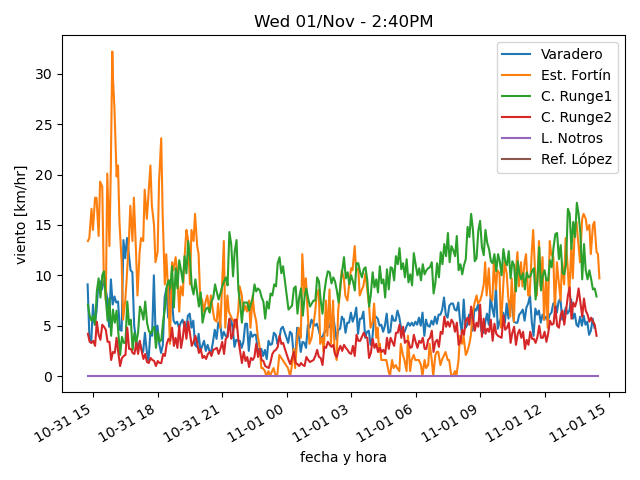 Wed 01/Nov - 2:40PM
Varadero
Est. Fortín
C. Runge1
C. Runge2
L. Notros
Ref. López
viento [km/hr]
30
25
20
15
10
5
0
10-31 15
10-31 18
10-31 21
11-01 00
11-01 03
11-01 06
11-01 09
11-01 12
11-01 15
fecha y hora